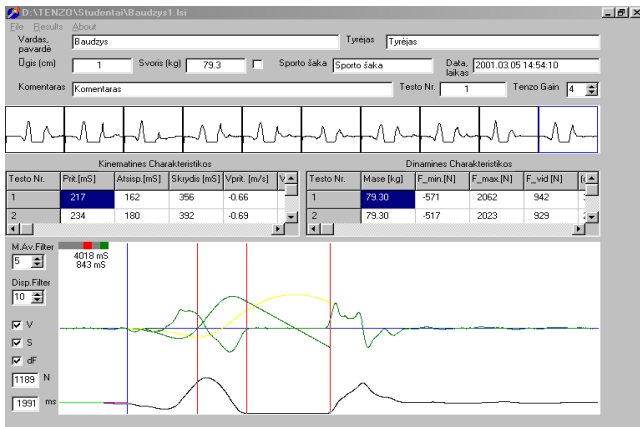 D:\TENZO\Studentai\Baudzys1.lsi
File Results About
Vardas, pavardė Baudzys Tyrėjas Tyrėjas
Ūgis (cm) 1 Svoris (kg) 79.3 Sporto šaka Sporto šaka Data, laikas 2001.03.05 14:54:10
Komentaras Komentaras Testo Nr. 1 Tenzo Gain 4
Kinematines Charakteristikos Dinamines Charakteristikos
Testo Nr. Prit.[mS] Atsisp.[mS] Skrydis [mS] Vprit. [m/s] V Testo Nr. Mase [kg] F_min.[N] F_max.[N] F_vid [N]
1 217 162 356 -0.66 1 79.30 -571 2062 942
2 234 180 392 -0.69 2 79.30 -517 2023 929
M.Av.Filter
5
4018 mS
843 mS
Disp.Filter
10
V
S
dF
1189 N
1991 ms